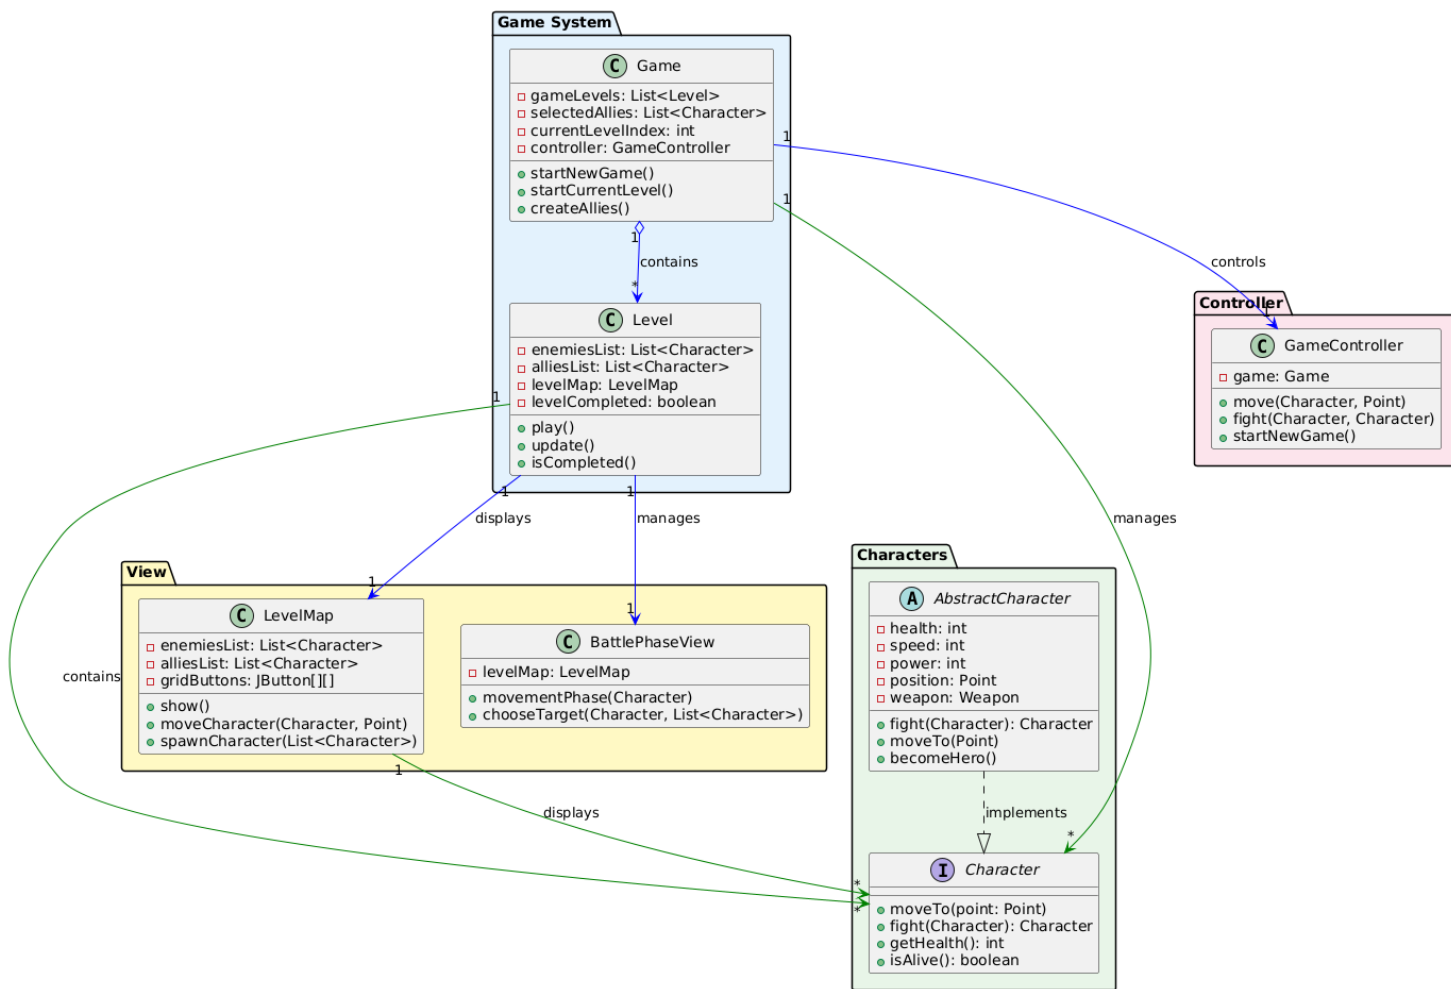 Game System
C Game
gameLevels: List<Level>
selectedAllies: List<Character>
currentLevelIndex: int
controller: GameController
startNewGame()
startCurrentLevel()
createAllies()
1
1
1
contains
*
controls
1
Controller
C GameController
game: Game
move(Character, Point)
fight(Character, Character)
startNewGame()
C Level
enemiesList: List<Character>
alliesList: List<Character>
levelMap: LevelMap
levelCompleted: boolean
play()
update()
isCompleted()
1
1
1
displays
manages
manages
contains
View
1
1
C LevelMap
enemiesList: List<Character>
alliesList: List<Character>
gridButtons: JButton[][]
show()
moveCharacter(Character, Point)
spawnCharacter(List<Character>)
C BattlePhaseView
levelMap: LevelMap
movementPhase(Character)
chooseTarget(Character, List<Character>)
1
displays
Characters
A AbstractCharacter
health: int
speed: int
power: int
position: Point
weapon: Weapon
fight(Character): Character
moveTo(Point)
becomeHero()
implements
*
*
*
I Character
moveTo(point: Point)
fight(Character): Character
getHealth(): int
isAlive(): boolean